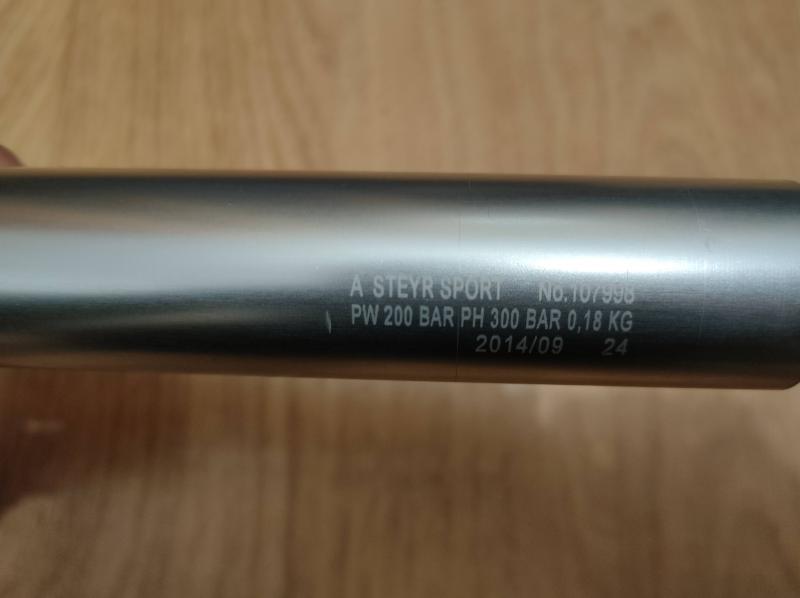 A STEYR SPORT No.107998
PW 200 BAR PH 300 BAR 0,18 KG
2014/09 24